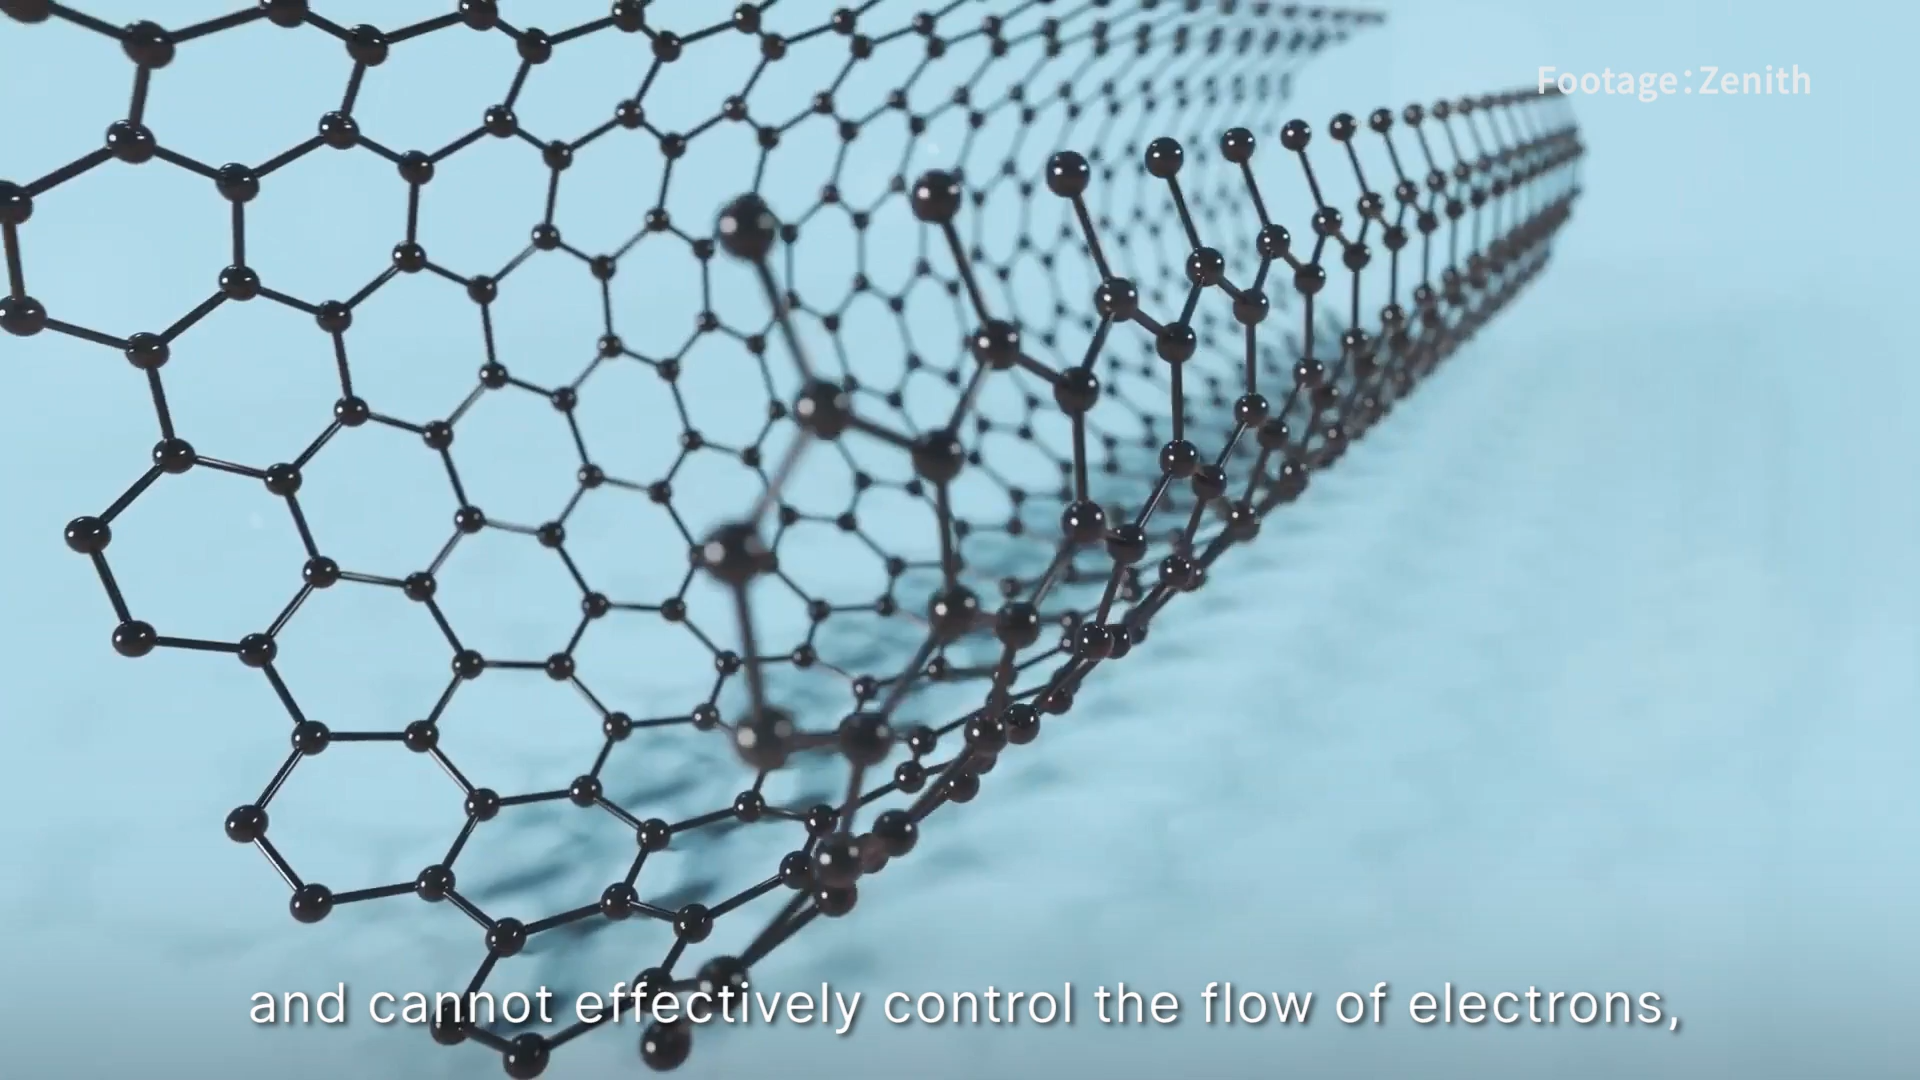 Footage:Zenith
and cannot effectively control the flow of electrons,